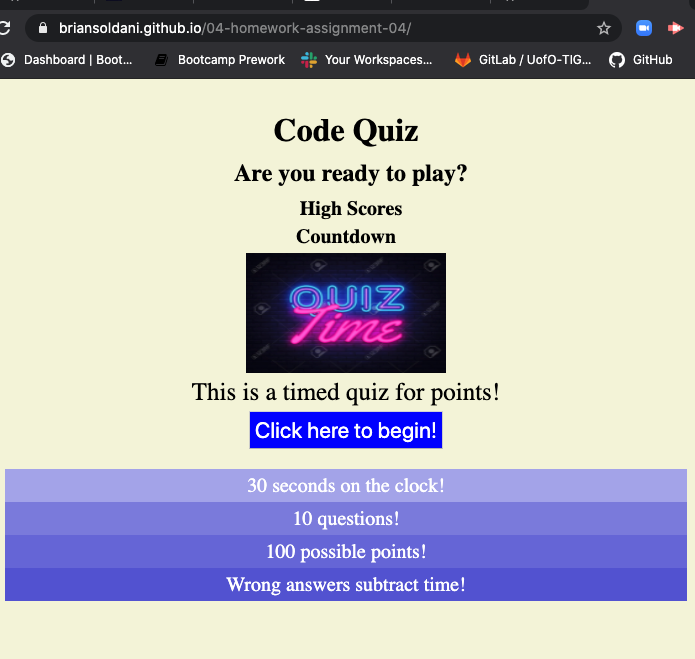 briansoldani.github.io/04-homework-assignment-04/
Dashboard | Boot... Bootcamp Prework Your Workspaces... GitLab / UofO-TIG... GitHub
Code Quiz
Are you ready to play?
High Scores
Countdown
QUIZ
Time
This is a timed quiz for points!
Click here to begin!
30 seconds on the clock!
10 questions!
100 possible points!
Wrong answers subtract time!